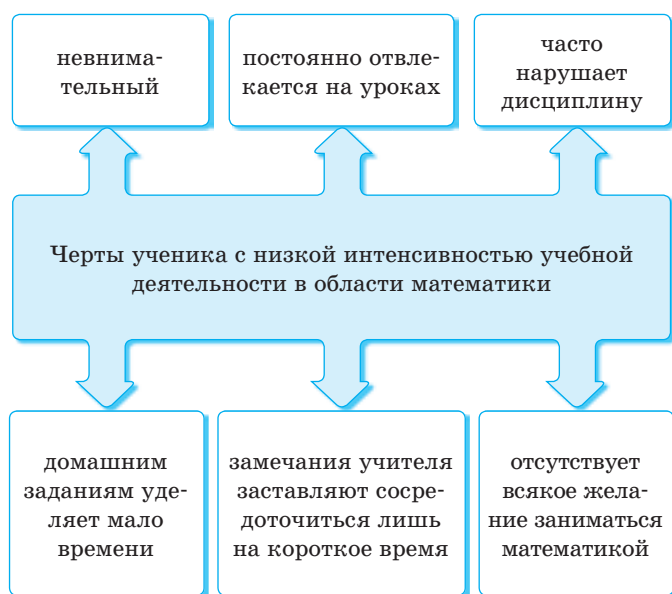 невнима-
тельный
постоянно отвле-
кается на уроках
часто
нарушает
дисциплину
Черты ученика с низкой интенсивностью учебной
деятельности в области математики
домашним
заданиям уде-
ляет мало
времени
замечания учителя
заставляют сосре-
доточиться лишь
на короткое время
отсутствует
всякое жела-
ние заниматься
математикой